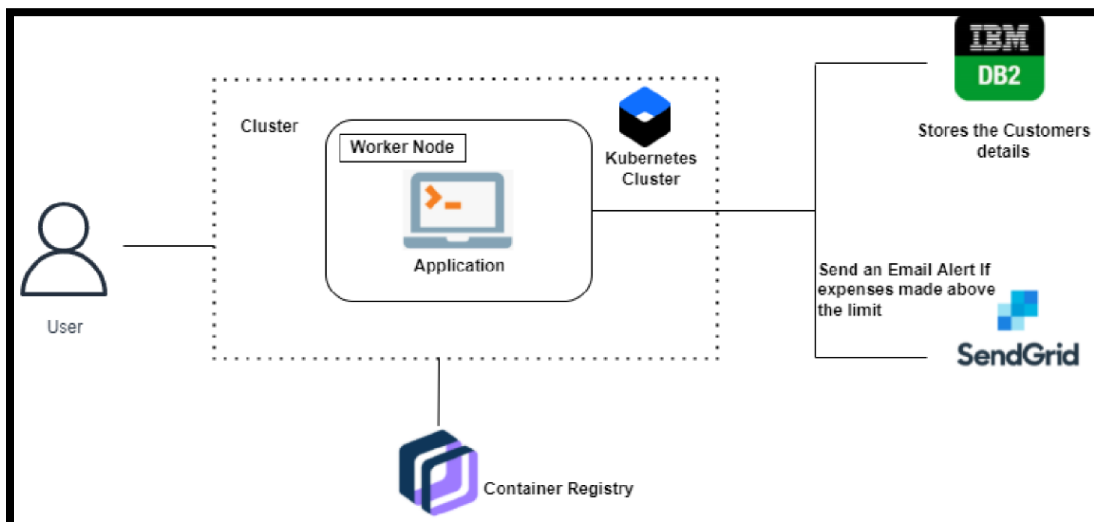 IBM
DB2
Stores the Customers
details
Cluster
Worker Node
Kubernetes
Cluster
Application
User
Send an Email Alert If
expenses made above
the limit
SendGrid
Container Registry